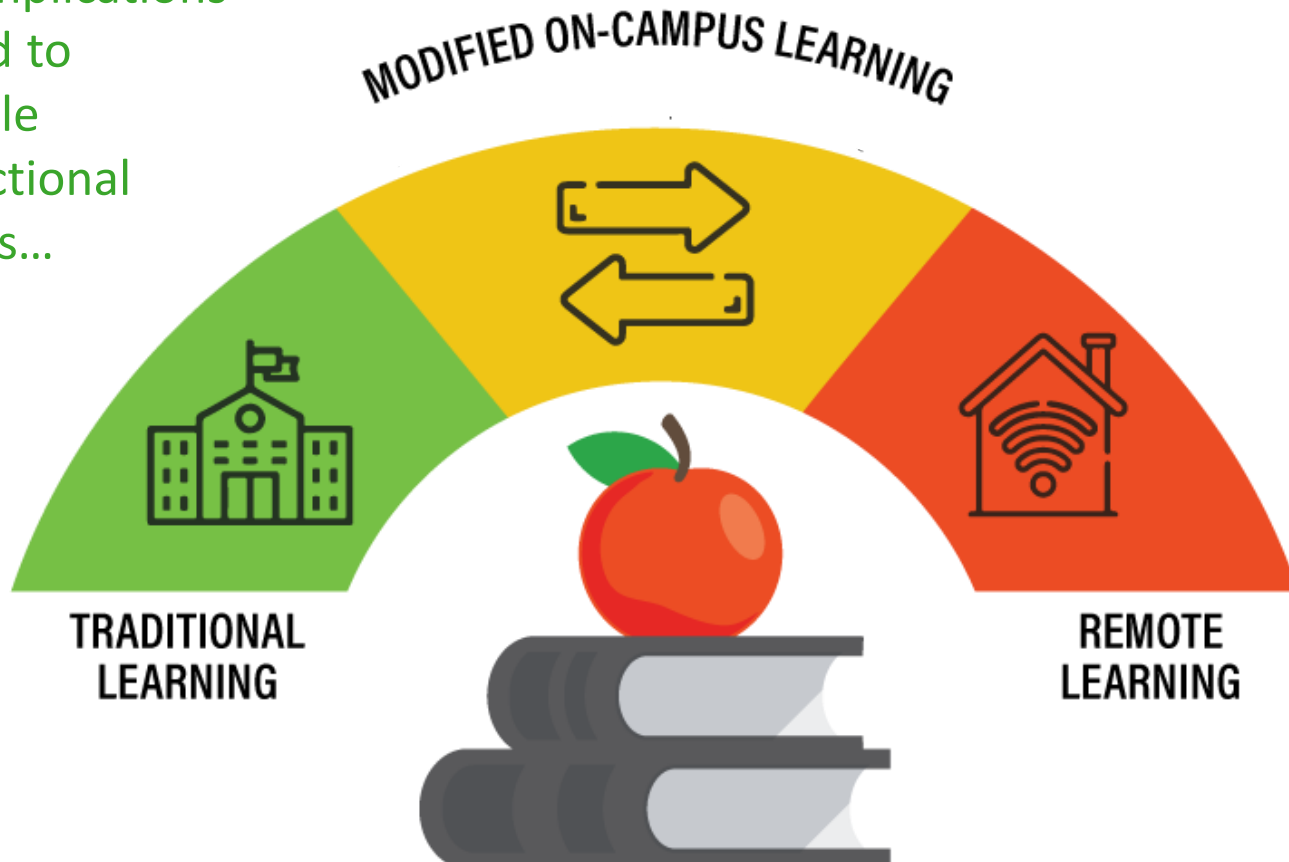 d to
le
ctional
s...
MODIFIED ON-CAMPUS LEARNING
TRADITIONAL
LEARNING
REMOTE
LEARNING